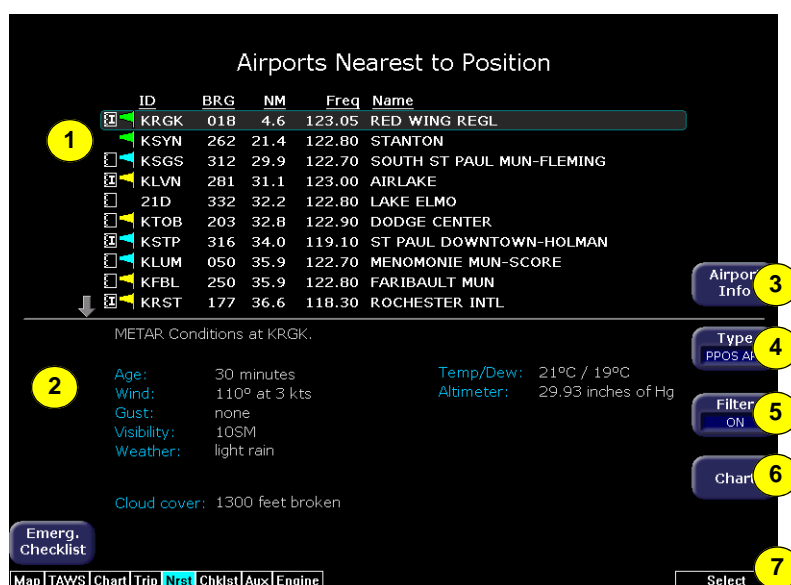 Airports Nearest to Position
ID BRG NM Freq Name
KRGK 018 4.6 123.05 RED WING REGL
KSYN 262 21.4 122.80 STANTON
KSGS 312 29.9 122.70 SOUTH ST PAUL MUN-FLEMING
KLVN 281 31.1 123.00 AIRLAKE
21D 332 32.2 122.80 LAKE ELMO
KTOB 203 32.8 122.90 DODGE CENTER
KSTP 316 34.0 119.10 ST PAUL DOWNTOWN-HOLMAN
KLUM 050 35.9 122.70 MENOMONIE MUN-SCORE
KFBL 250 35.9 122.80 FARIBAULT MUN
KRST 177 36.6 118.30 ROCHESTER INTL
1
Airport
Info
3
METAR Conditions at KRGK.
Type
PPOS
4
Age: 30 minutes
Wind: 110º at 3 kts
Gust: none
Visibility: 10SM
Weather: light rain
Cloud cover: 1300 feet broken
Temp/Dew: 21ºC / 19ºC
Altimeter: 29.93 inches of Hg
2
Filter
ON
5
Chart
6
Emerg.
Checklist
Map TAWS Chart Trip Nrst Chklst Aux Engine
Select
7